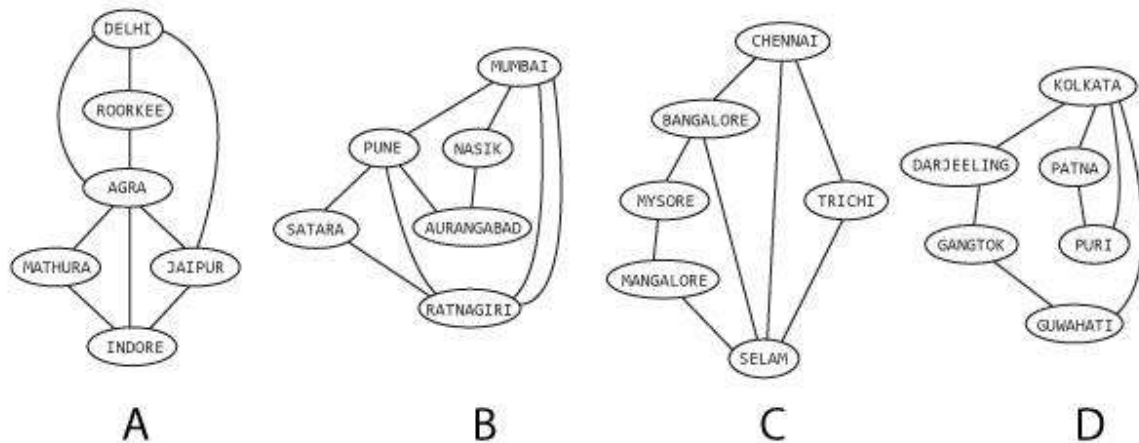 DELHI
ROORKEE
AGRA
MATHURA
JAIPUR
INDORE
A
MUMBAI
PUNE
NASIK
SATARA
AURANGABAD
RATNAGIRI
B
CHENNAI
BANGALORE
MYSORE
TRICHI
MANGALORE
SELAM
C
KOLKATA
DARJEELING
PATNA
GANGTOK
PURI
GUWAHATI
D